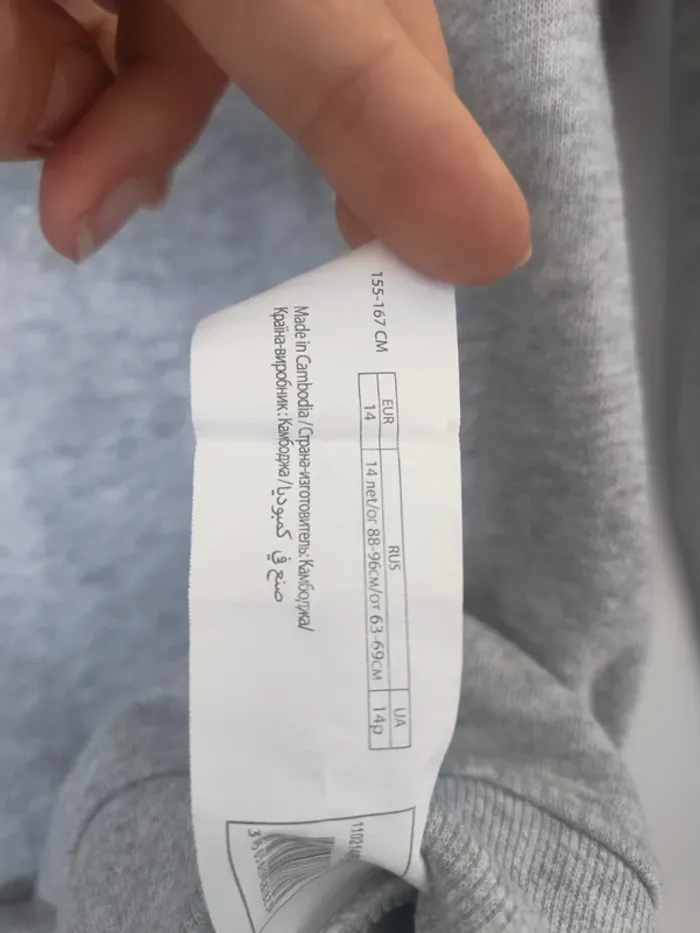 155-167 CM
EUR RUS UA
14 14 лет/ог 88-96см/от 63-69см 14р
Made in Cambodia / Страна-изготовитель: Камбоджа/
Країна-виробник : Камбоджа / صنع في كمبوديا